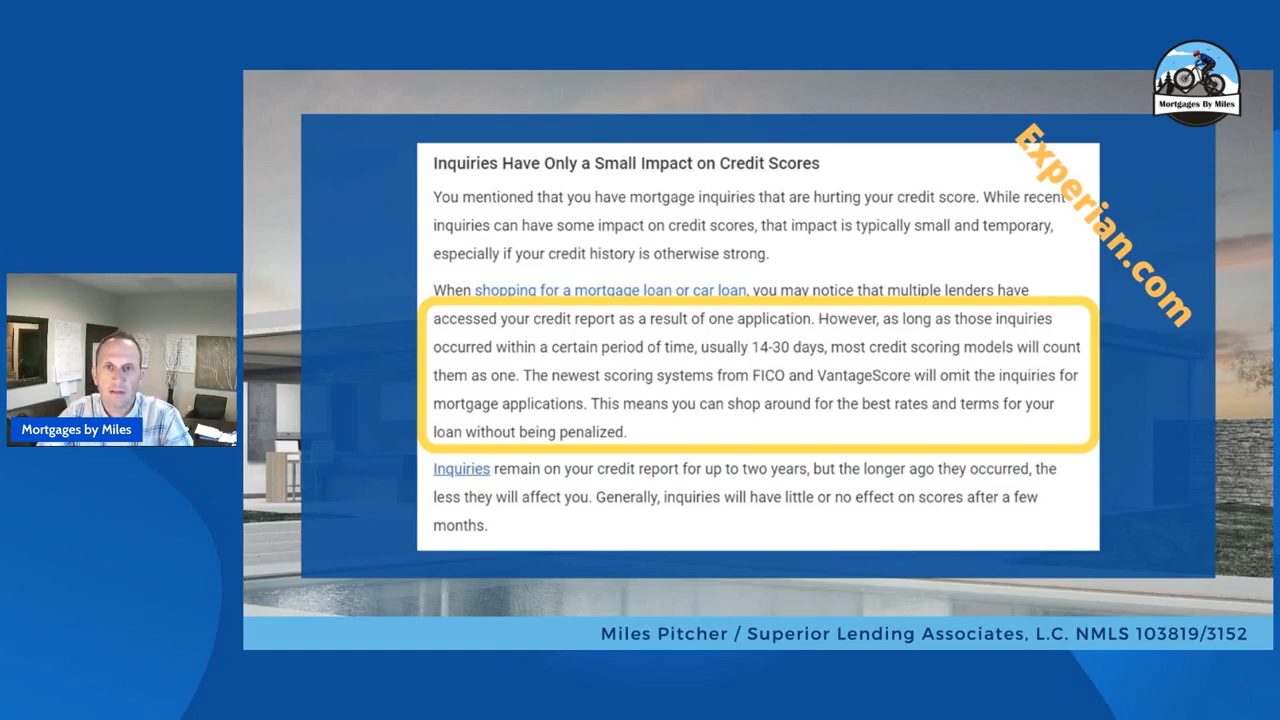 Mortgages By Miles
Experian.com
Inquiries Have Only a Small Impact on Credit Scores
You mentioned that you have mortgage inquiries that are hurting your credit score. While recent
inquiries can have some impact on credit scores, that impact is typically small and temporary,
especially if your credit history is otherwise strong.
When shopping for a mortgage loan or car loan, you may notice that multiple lenders have
accessed your credit report as a result of one application. However, as long as those inquiries
occurred within a certain period of time, usually 14-30 days, most credit scoring models will count
them as one. The newest scoring systems from FICO and VantageScore will omit the inquiries for
mortgage applications. This means you can shop around for the best rates and terms for your
loan without being penalized.
Inquiries remain on your credit report for up to two years, but the longer ago they occurred, the
less they will affect you. Generally, inquiries will have little or no effect on scores after a few
months.
Mortgages by Miles
Miles Pitcher / Superior Lending Associates, L.C. NMLS 103819/3152